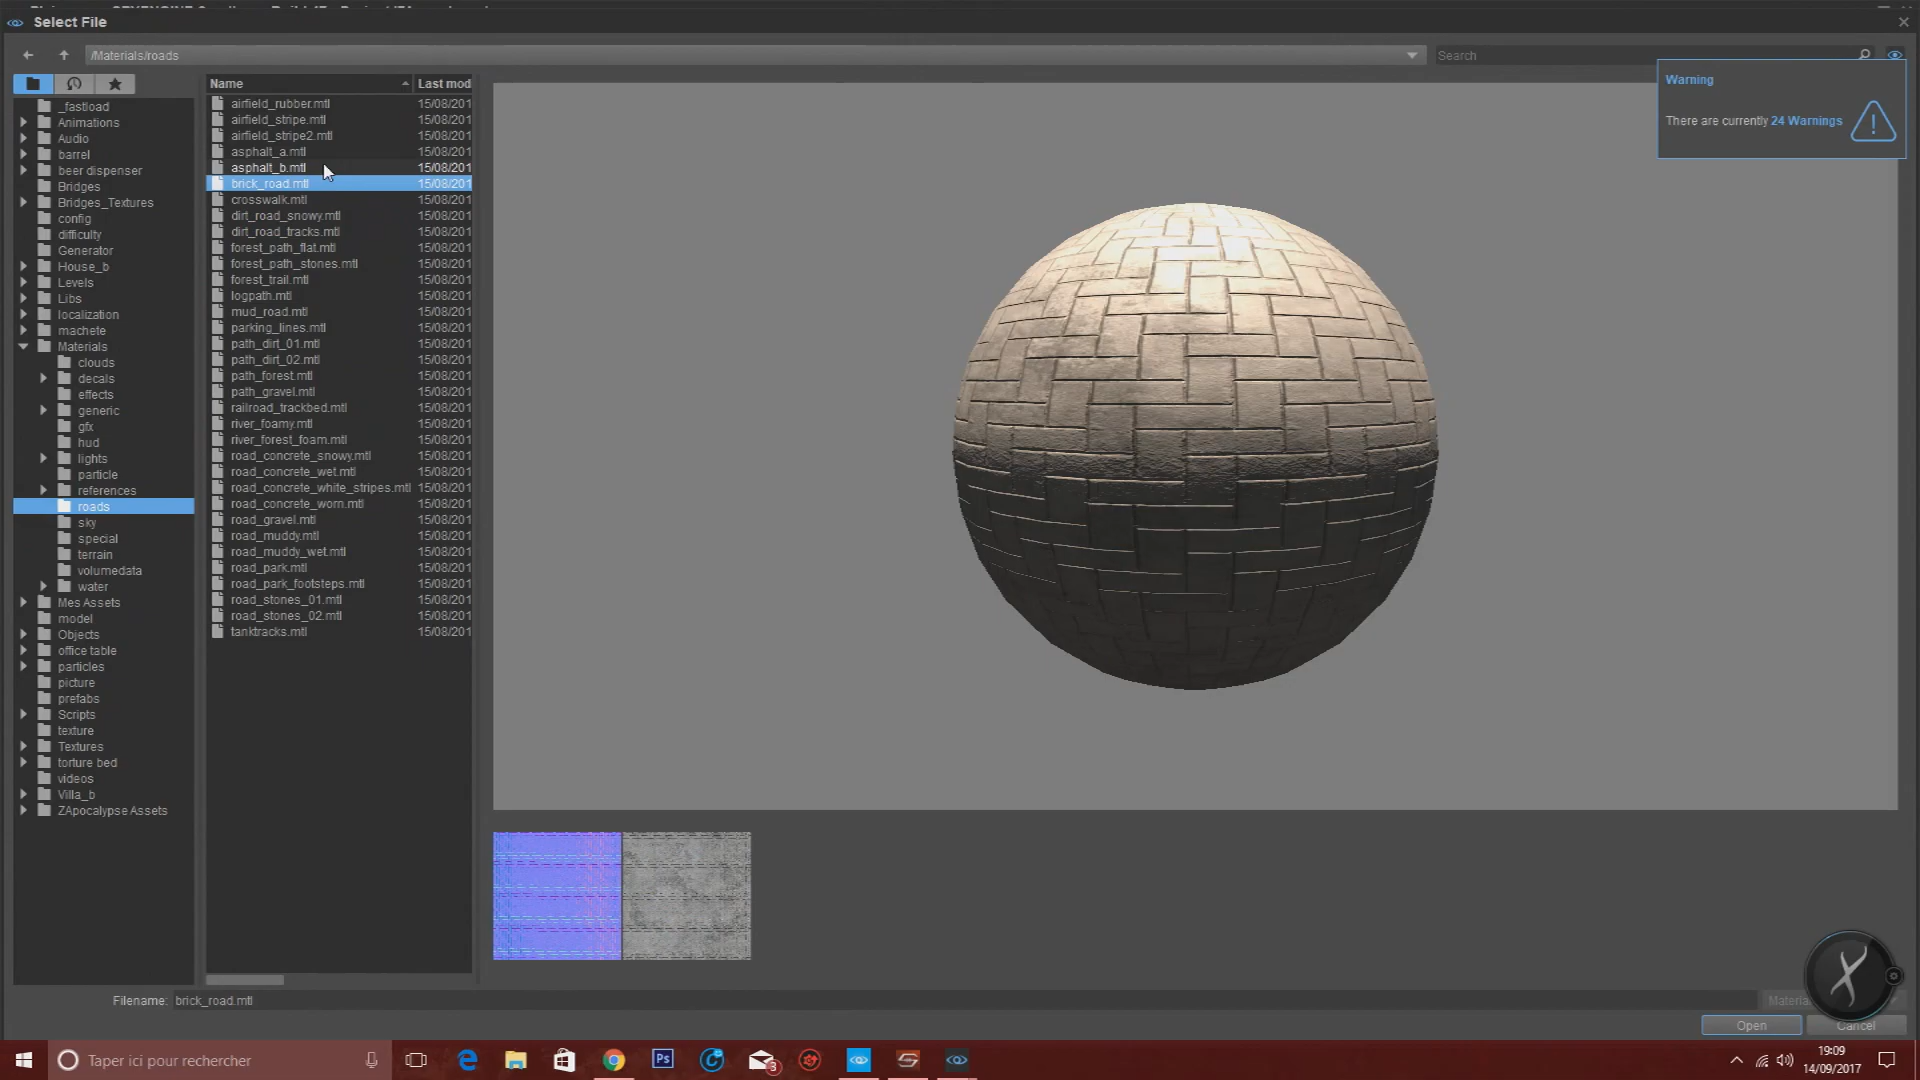 Select File
/Materials/roads
Search
Warning
There are currently 24 Warnings
Name
Last mod
_fastload
Animations
Audio
barrel
beer dispenser
Bridges
Bridges_Textures
config
difficulty
Generator
House_b
Levels
Libs
localization
machete
Materials
clouds
decals
effects
generic
gfx
hud
lights
particle
references
roads
sky
special
terrain
volumedata
water
Mes Assets
model
Objects
office table
particles
picture
prefabs
Scripts
texture
Textures
torture bed
videos
Villa_b
ZApocalypse Assets
airfield_rubber.mtl 15/08/201
airfield_stripe.mtl 15/08/201
airfield_stripe2.mtl 15/08/201
asphalt_a.mtl 15/08/201
asphalt_b.mtl 15/08/201
brick_road.mtl 15/08/201
crosswalk.mtl 15/08/201
dirt_road_snowy.mtl 15/08/201
dirt_road_tracks.mtl 15/08/201
forest_path_flat.mtl 15/08/201
forest_path_stones.mtl 15/08/201
forest_trail.mtl 15/08/201
logpath.mtl 15/08/201
mud_road.mtl 15/08/201
parking_lines.mtl 15/08/201
path_dirt_01.mtl 15/08/201
path_dirt_02.mtl 15/08/201
path_forest.mtl 15/08/201
path_gravel.mtl 15/08/201
railroad_trackbed.mtl 15/08/201
river_foamy.mtl 15/08/201
river_forest_foam.mtl 15/08/201
road_concrete_snowy.mtl 15/08/201
road_concrete_wet.mtl 15/08/201
road_concrete_white_stripes.mtl 15/08/201
road_concrete_worn.mtl 15/08/201
road_gravel.mtl 15/08/201
road_muddy.mtl 15/08/201
road_muddy_wet.mtl 15/08/201
road_park.mtl 15/08/201
road_park_footsteps.mtl 15/08/201
road_stones_01.mtl 15/08/201
road_stones_02.mtl 15/08/201
tanktracks.mtl 15/08/201
Filename: brick_road.mtl
Open
Cancel
Taper ici pour rechercher
Ps
3
19:09
14/09/2017